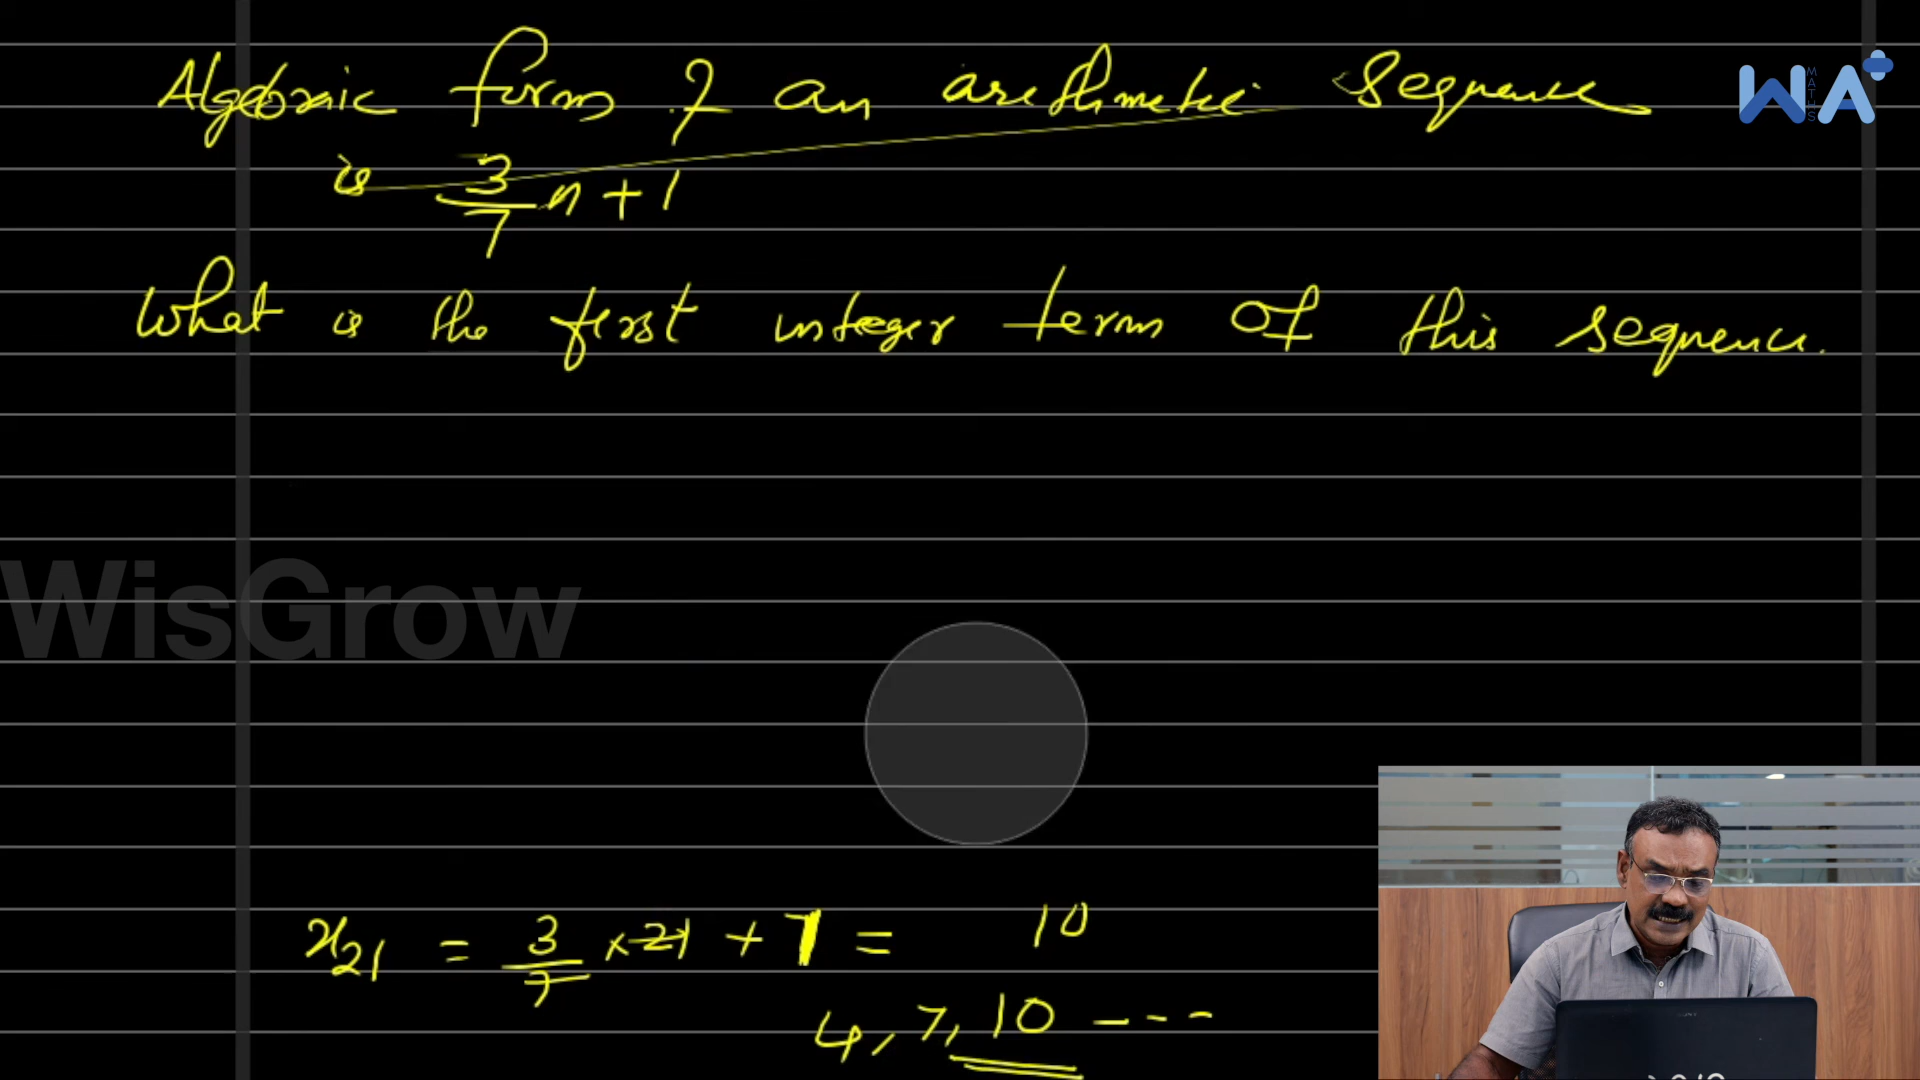 Algebraic form of an arithmetic sequence
is 3/7 n + 1
What is the first integer term of this sequence.
WA+
MATHS
WisGrow
x21 = 3/7 × 21 + 1 = 10
4, 7, 10 ----
SONY